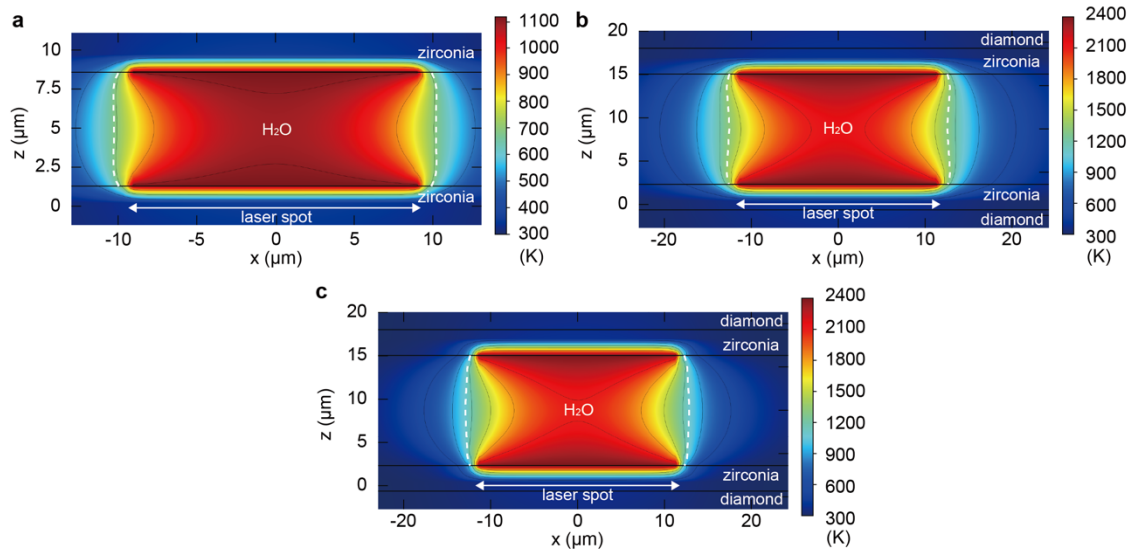 a
10
7.5
5
2.5
0
z (µm)
zirconia
H₂O
zirconia
laser spot
-10
-5
0
5
10
x (µm)
1100
1000
900
800
700
600
500
400
300
(K)
b
20
15
10
5
0
z (µm)
diamond
zirconia
H₂O
zirconia
laser spot
diamond
-20
-10
0
10
20
x (µm)
2400
2100
1800
1500
1200
900
600
300
(K)
c
20
15
10
5
0
z (µm)
diamond
zirconia
H₂O
zirconia
laser spot
diamond
-20
-10
0
10
20
x (µm)
2400
2100
1800
1500
1200
900
600
300
(K)